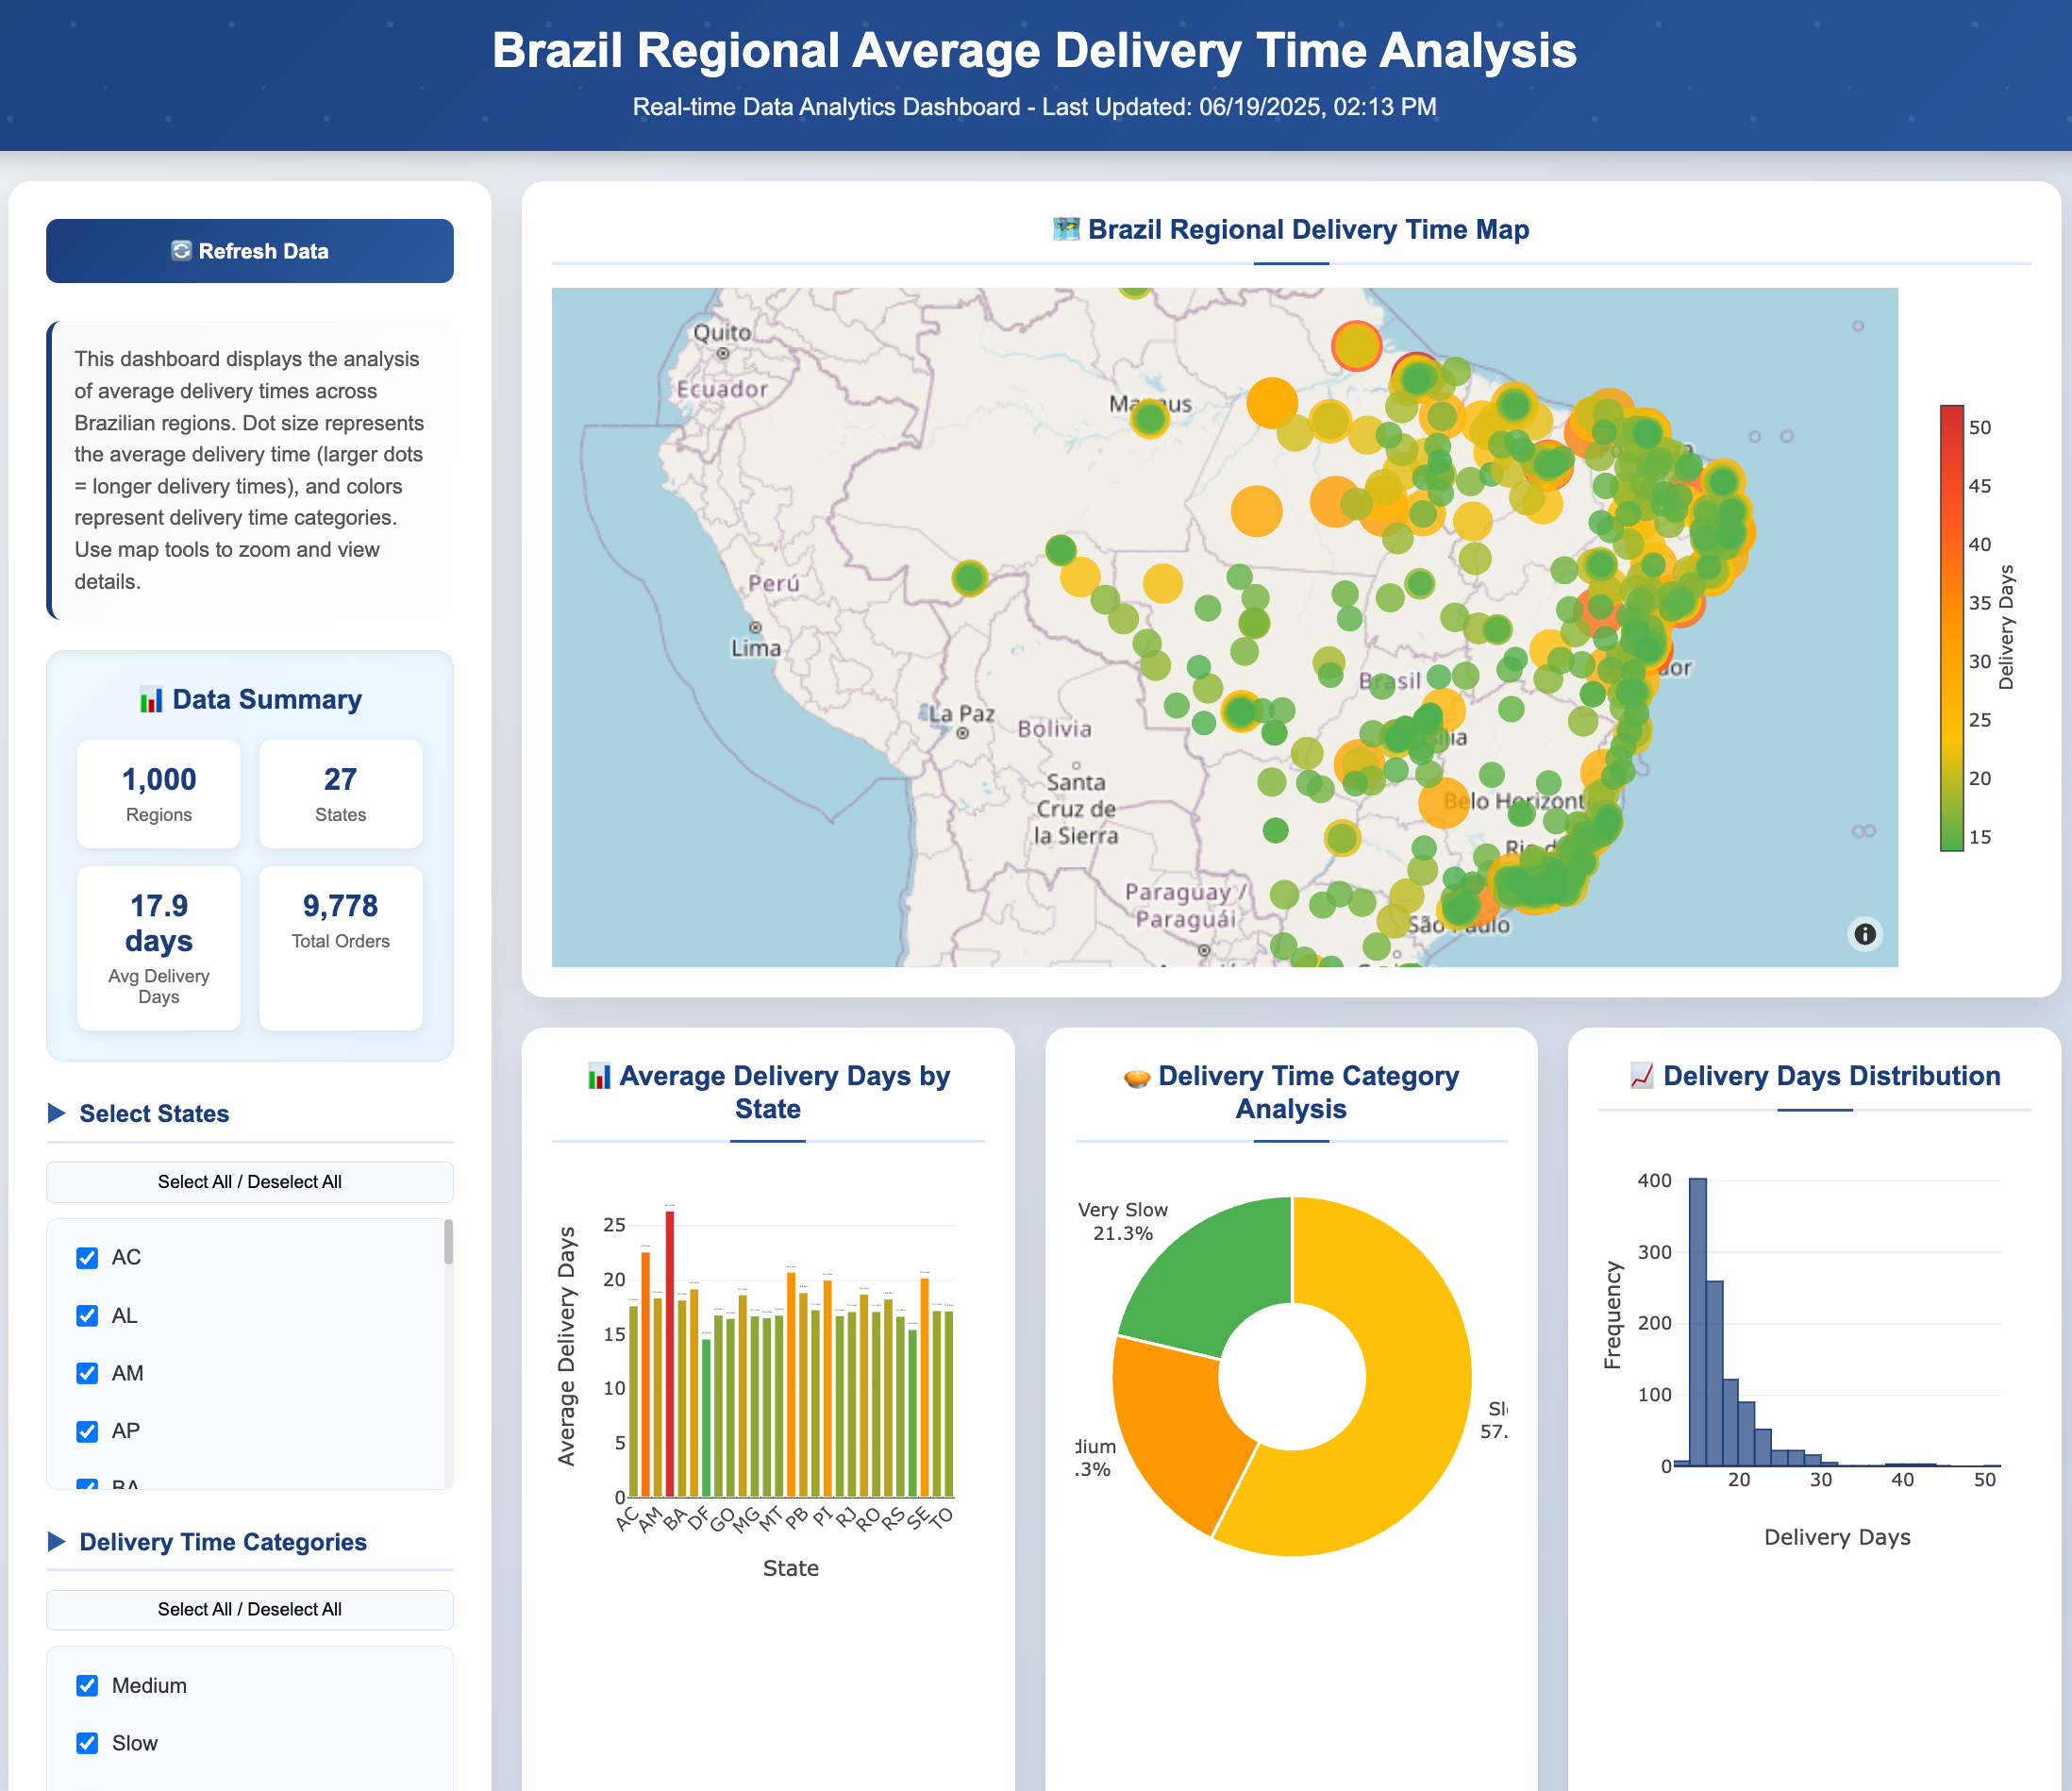 Brazil Regional Average Delivery Time Analysis
Real-time Data Analytics Dashboard - Last Updated: 06/19/2025, 02:13 PM
Refresh Data
This dashboard displays the analysis
of average delivery times across
Brazilian regions. Dot size represents
the average delivery time (larger dots
= longer delivery times), and colors
represent delivery time categories.
Use map tools to zoom and view
details.
Data Summary
1,000
Regions
27
States
17.9
days
Avg Delivery
Days
9,778
Total Orders
Select States
Select All / Deselect All
AC
AL
AM
AP
BA
Delivery Time Categories
Select All / Deselect All
Medium
Slow
Brazil Regional Delivery Time Map
Quito
Ecuador
Perú
Lima
La Paz
Bolivia
Santa
Cruz de
la Sierra
Paraguay /
Paraguái
Brasil
Belo Horizont
Rio d
50
45
40
35
30
25
20
15
Delivery Days
Average Delivery Days by
State
Average Delivery Days
25
20
15
10
5
0
AC
AM
BA
DF
GO
MG
MT
PB
PI
RJ
RO
RS
SE
TO
State
Delivery Time Category
Analysis
Very Slow
21.3%
dium
.3%
Sl
57.
Delivery Days Distribution
Frequency
400
300
200
100
0
20
30
40
50
Delivery Days